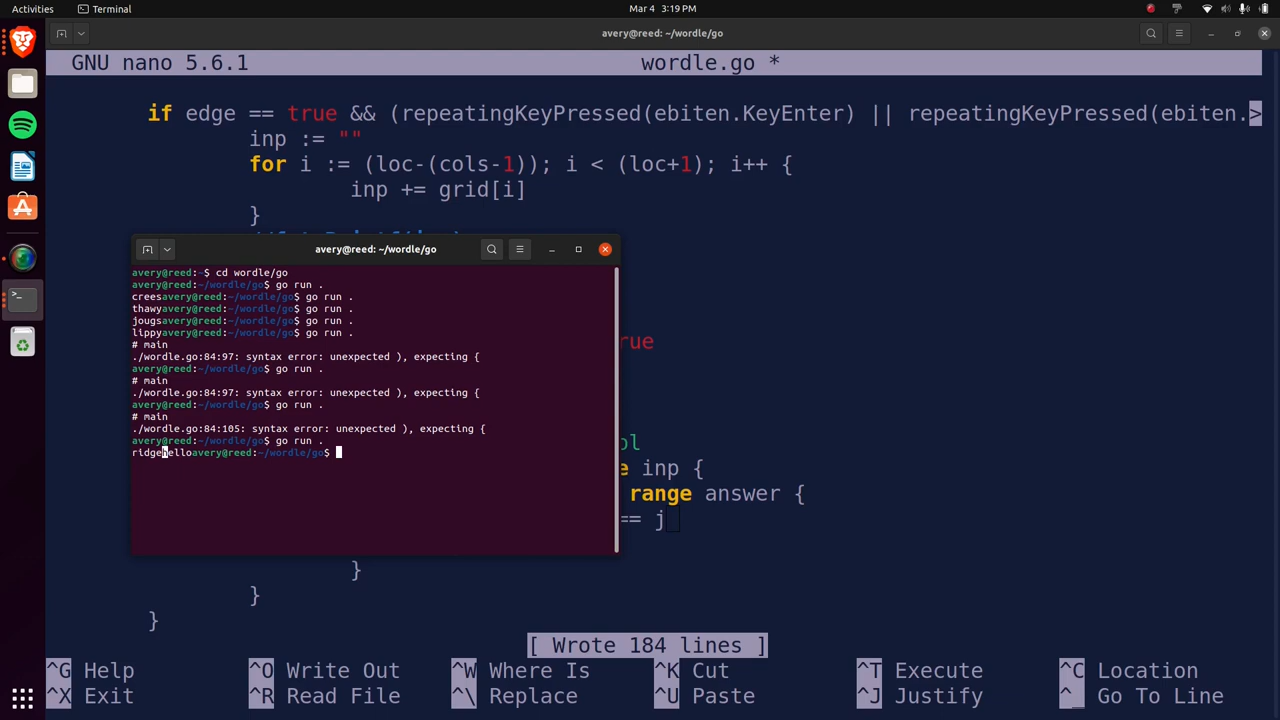 Activities
Terminal
Mar 4 3:19 PM
avery@reed: ~/wordle/go
GNU nano 5.6.1 wordle.go *
if edge == true && (repeatingKeyPressed(ebiten.KeyEnter) || repeatingKeyPressed(ebiten.>
inp := ""
for i := (loc-(cols-1)); i < (loc+1); i++ {
inp += grid[i]
}
avery@reed: ~/wordle/go
avery@reed:~$ cd wordle/go
avery@reed:~/wordle/go$ go run .
creesavery@reed:~/wordle/go$ go run .
thawyavery@reed:~/wordle/go$ go run .
jougsavery@reed:~/wordle/go$ go run .
lippyavery@reed:~/wordle/go$ go run .
# main
./wordle.go:84:97: syntax error: unexpected ), expecting {
avery@reed:~/wordle/go$ go run .
# main
./wordle.go:84:97: syntax error: unexpected ), expecting {
avery@reed:~/wordle/go$ go run .
# main
./wordle.go:84:105: syntax error: unexpected ), expecting {
avery@reed:~/wordle/go$ go run .
ridgehelloavery@reed:~/wordle/go$
rue
ol
e inp {
range answer {
== j
}
}
}
[ Wrote 184 lines ]
^G Help ^O Write Out ^W Where Is ^K Cut ^T Execute ^C Location
^X Exit ^R Read File ^\ Replace ^U Paste ^J Justify ^_ Go To Line